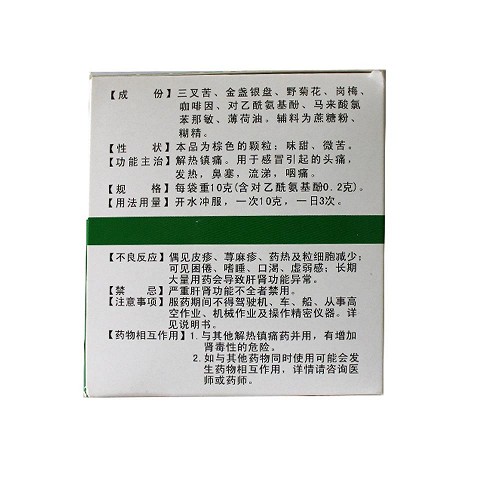 【成　份】三叉苦、金盏银盘、野菊花、岗梅、
咖啡因、对乙酰氨基酚、马来酸氯
苯那敏、薄荷油，辅料为蔗糖粉、
糊精。
【性　状】本品为棕色的颗粒；味甜、微苦。
【功能主治】解热镇痛。用于感冒引起的头痛，
发热，鼻塞，流涕，咽痛。
【规　格】每袋重10克(含对乙酰氨基酚0.2克)。
【用法用量】开水冲服，一次10克，一日3次。
【不良反应】偶见皮疹、荨麻疹、药热及粒细胞减少；
可见困倦、嗜睡、口渴、虚弱感；长期
大量用药会导致肝肾功能异常。
【禁　忌】严重肝肾功能不全者禁用。
【注意事项】服药期间不得驾驶机、车、船、从事高
空作业、机械作业及操作精密仪器。详
见说明书。
【药物相互作用】1.与其他解热镇痛药并用，有增加
肾毒性的危险。
2.如与其他药物同时使用可能会发
生药物相互作用，详情请咨询医
师或药师。